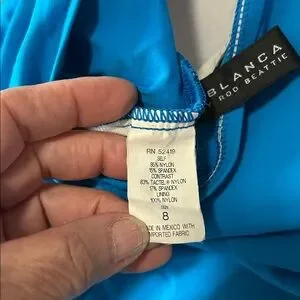 BLANCA
ROD BEATTIE
RN 52419
SELF
85% NYLON
15% SPANDEX
CONTRAST
83% TACTEL® NYLON
17% SPANDEX
LINING
100% NYLON
SIZE
8
MADE IN MEXICO WITH
IMPORTED FABRIC